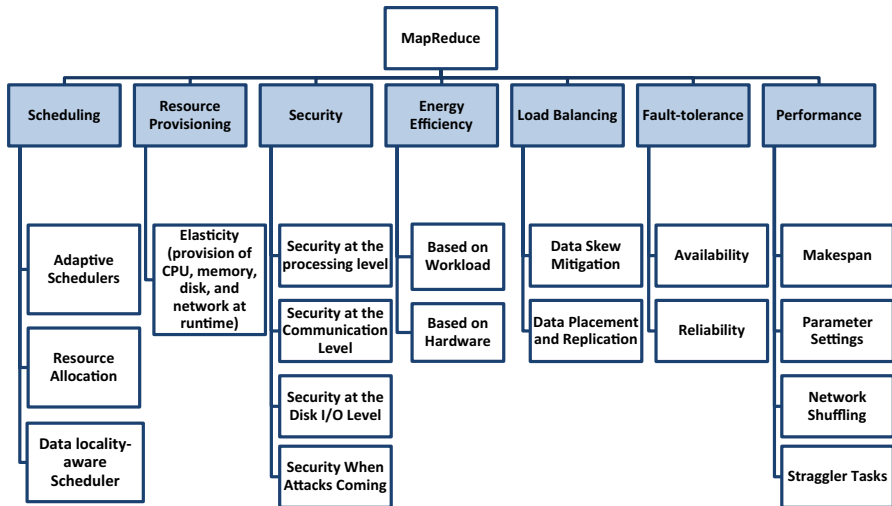 MapReduce
Scheduling
Resource
Provisioning
Security
Energy
Efficiency
Load Balancing
Fault-tolerance
Performance
Adaptive
Schedulers
Resource
Allocation
Data locality-
aware
Scheduler
Elasticity
(provision of
CPU, memory,
disk, and
network at
runtime)
Security at the
processing level
Security at the
Communication
Level
Security at the
Disk I/O Level
Security When
Attacks Coming
Based on
Workload
Based on
Hardware
Data Skew
Mitigation
Data Placement
and Replication
Availability
Reliability
Makespan
Parameter
Settings
Network
Shuffling
Straggler Tasks